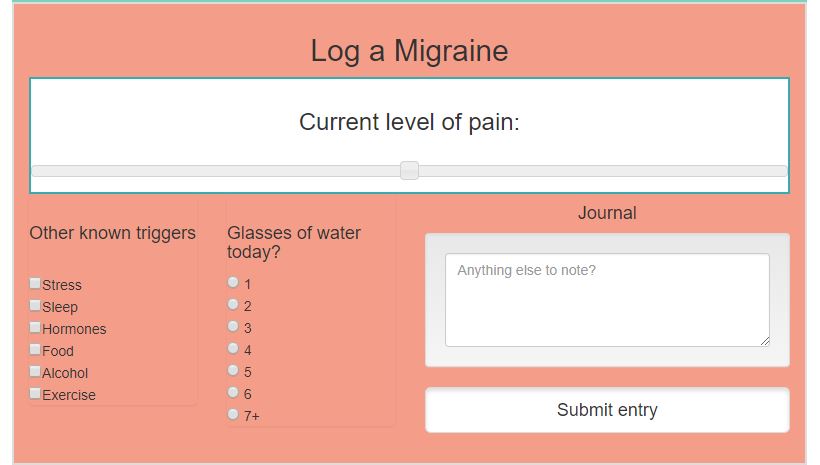 Log a Migraine
Current level of pain:
Other known triggers
Stress
Sleep
Hormones
Food
Alcohol
Exercise
Glasses of water
today?
1
2
3
4
5
6
7+
Journal
Anything else to note?
Submit entry